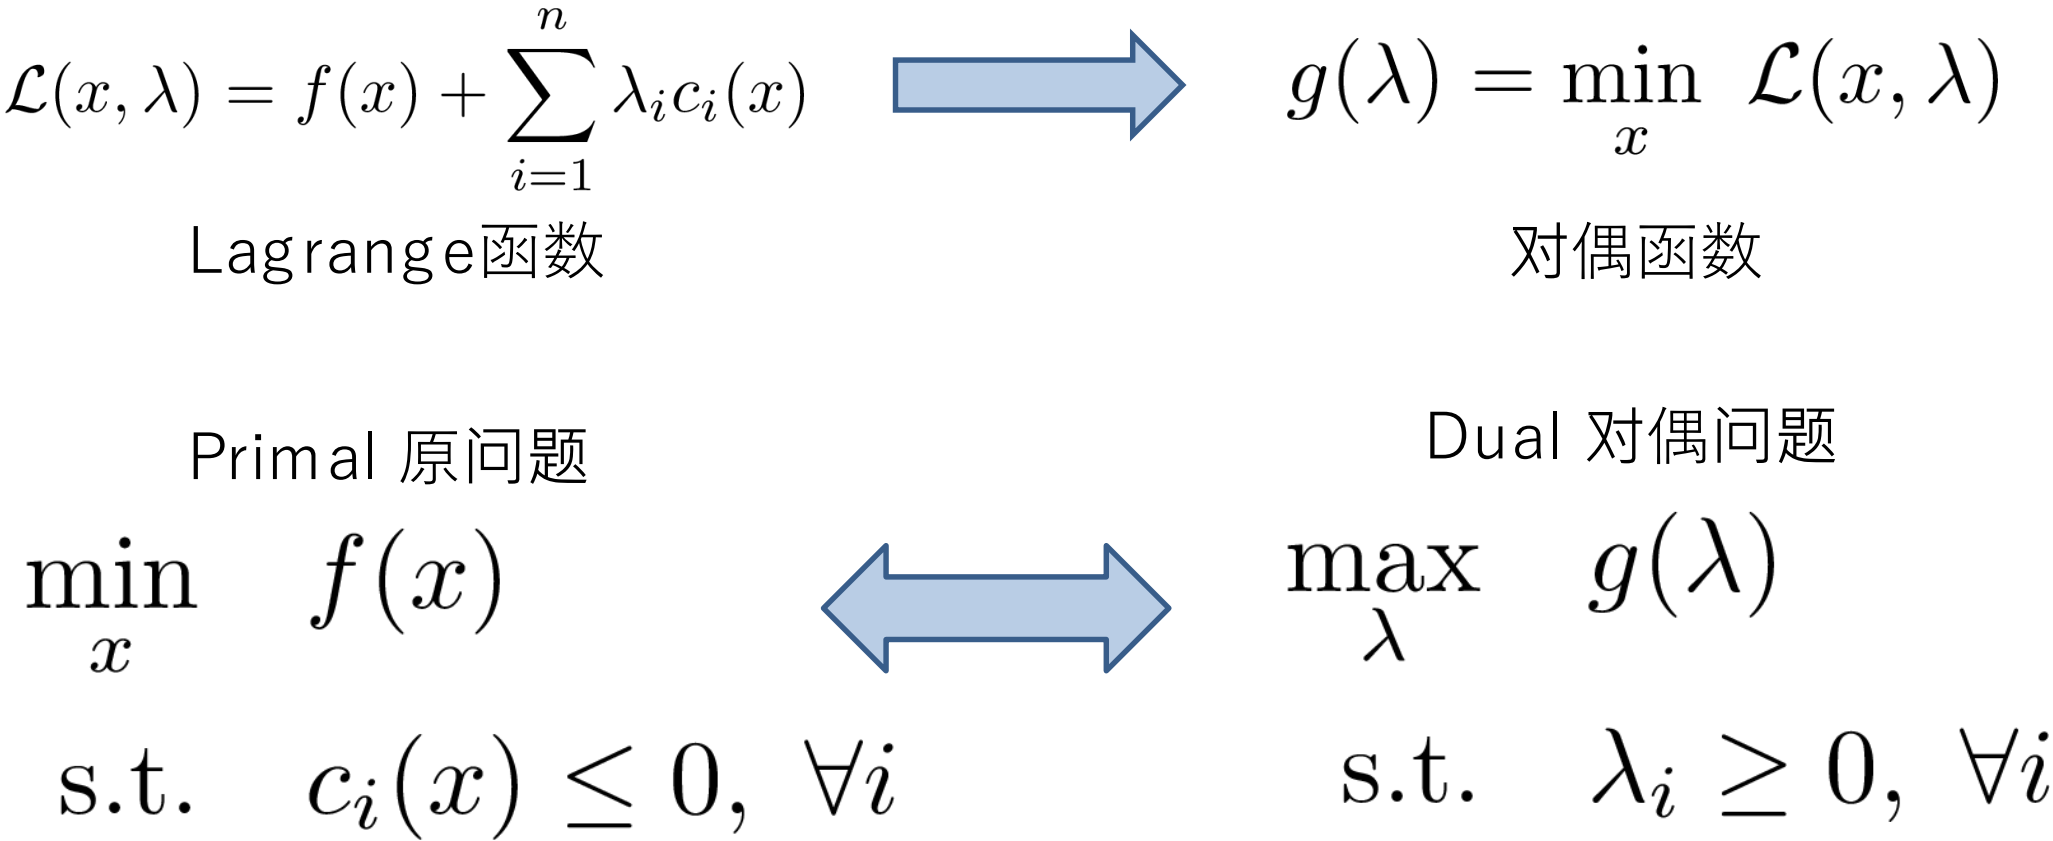 ℒ(x, λ) = f(x) + ∑_{i=1}^{n} λ_i c_i(x)
g(λ) = min_x ℒ(x, λ)
Lagrange函数
对偶函数
Primal 原问题
Dual 对偶问题
min_x f(x)
max_λ g(λ)
s.t. c_i(x) ≤ 0, ∀i
s.t. λ_i ≥ 0, ∀i